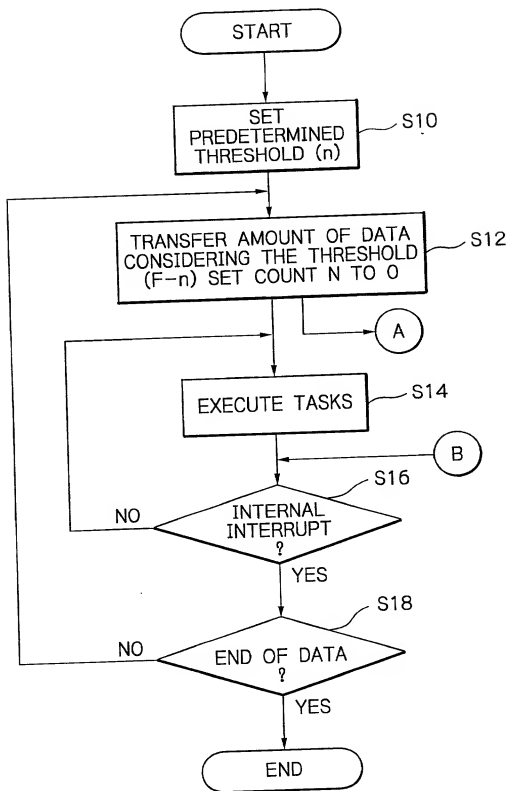 START
SET
PREDETERMINED
THRESHOLD (n)
S10
TRANSFER AMOUNT OF DATA
CONSIDERING THE THRESHOLD
(F-n) SET COUNT N TO 0
S12
A
EXECUTE TASKS
S14
B
S16
INTERNAL
INTERRUPT
?
NO
YES
S18
END OF DATA
?
NO
YES
END